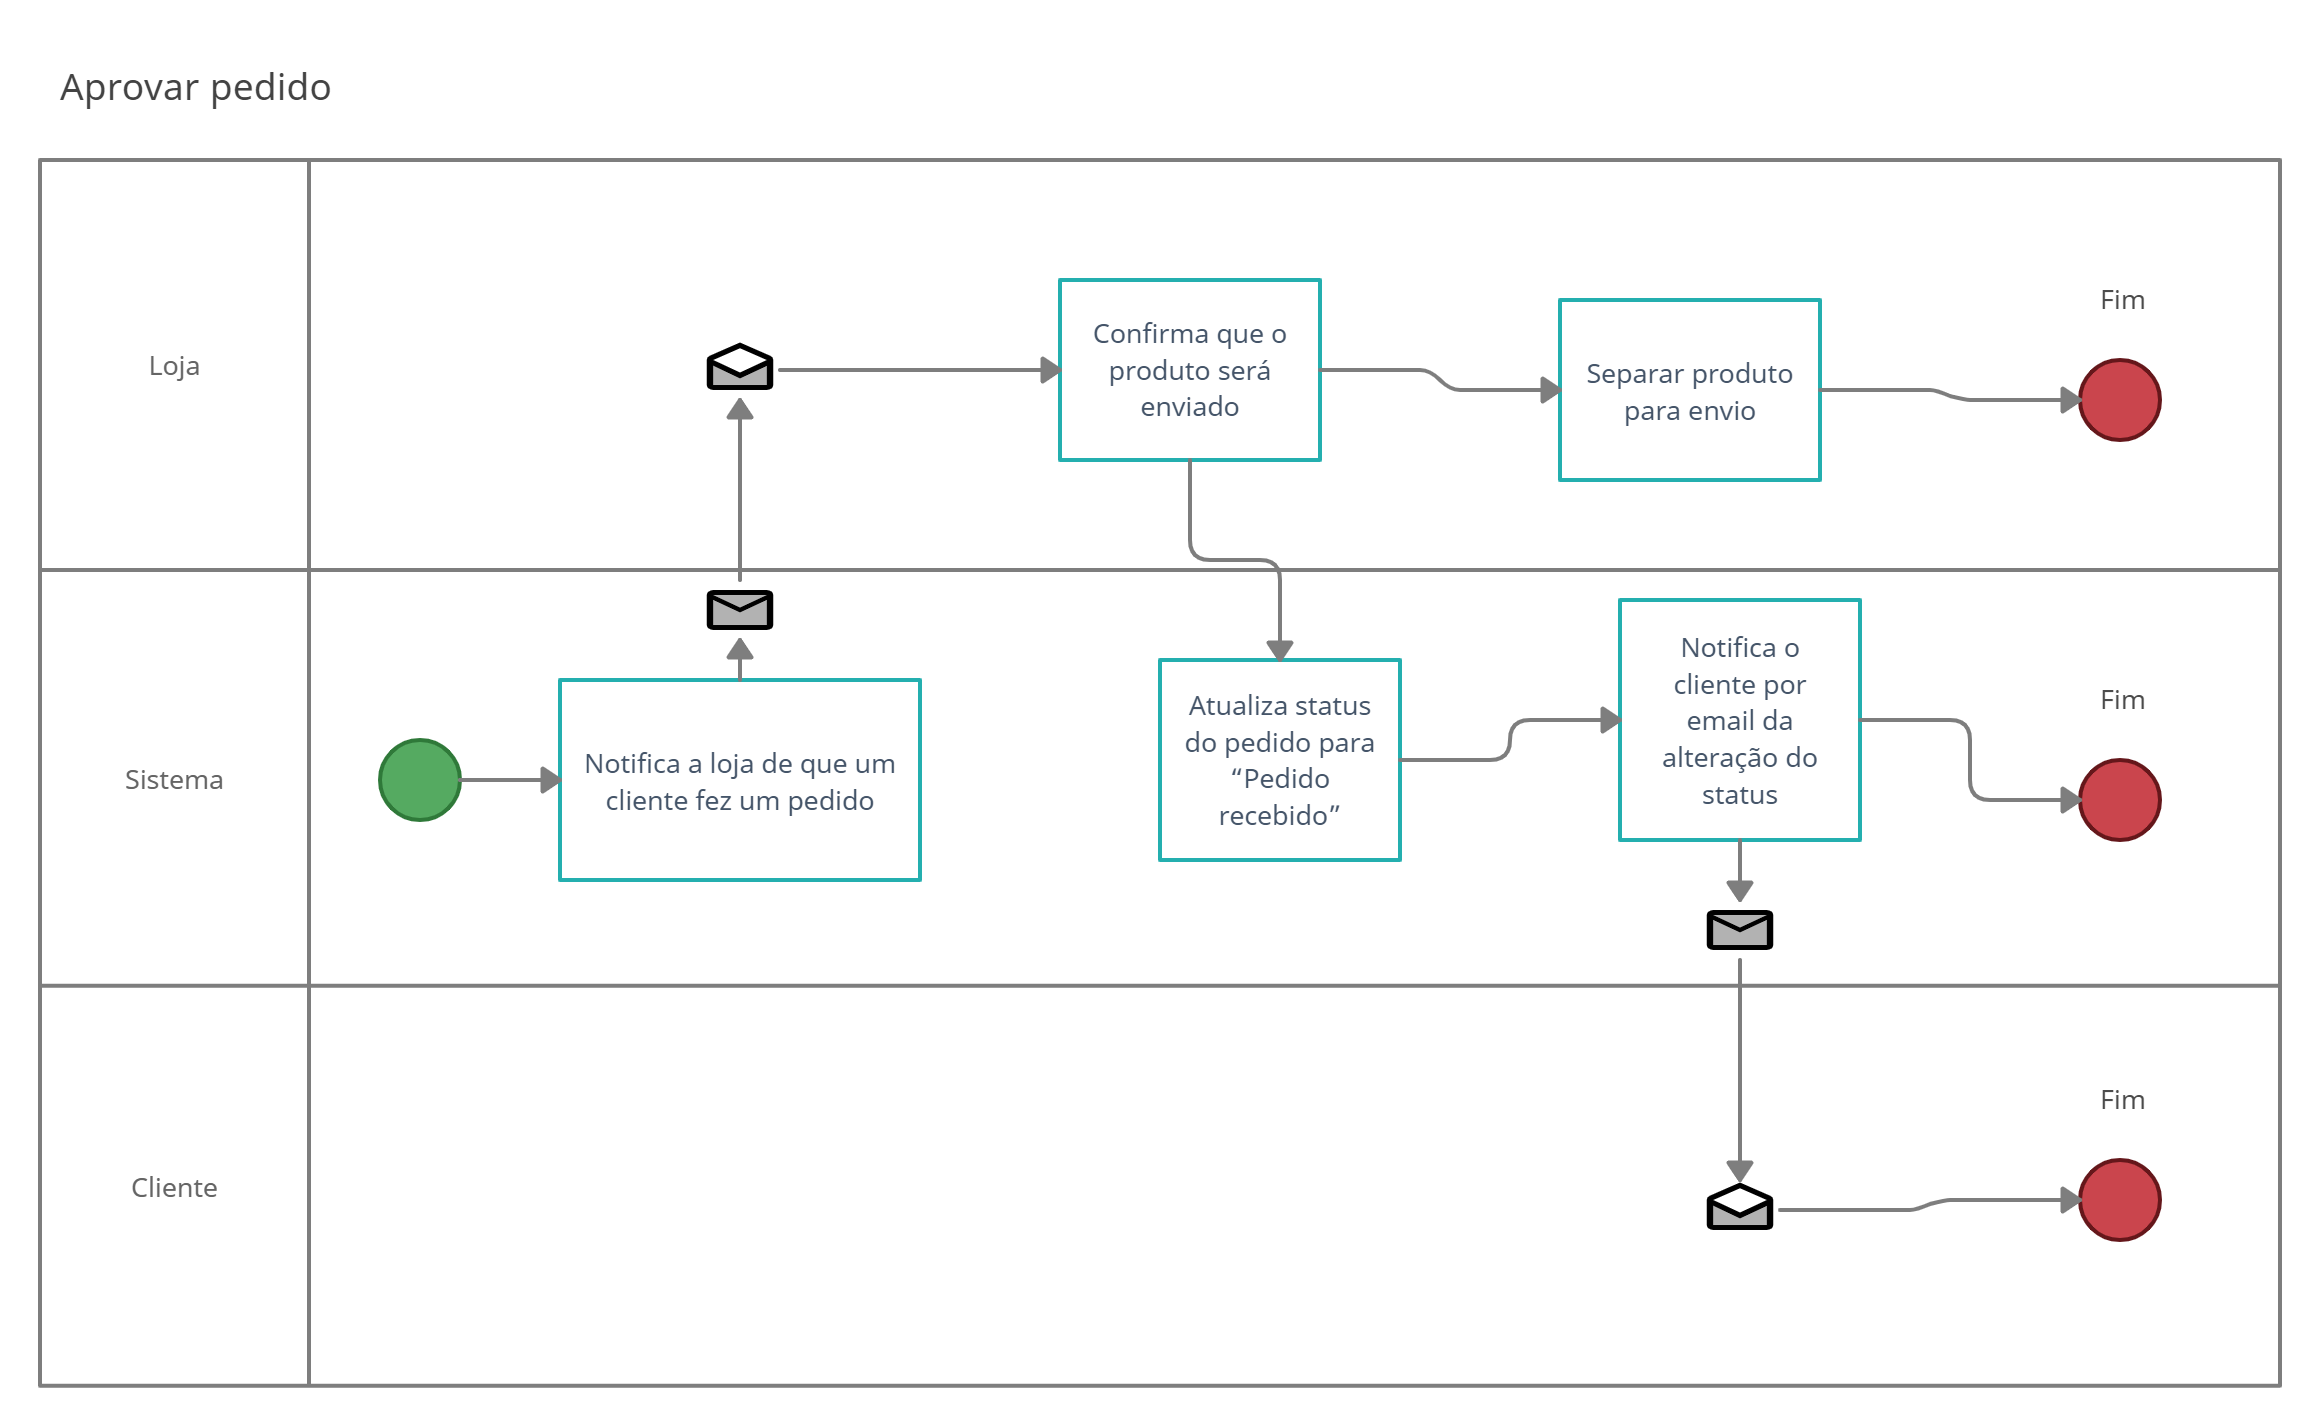 Aprovar pedido
Loja
Confirma que o
produto será
enviado
Separar produto
para envio
Fim
Sistema
Notifica a loja de que um
cliente fez um pedido
Atualiza status
do pedido para
“Pedido
recebido”
Notifica o
cliente por
email da
alteração do
status
Fim
Cliente
Fim